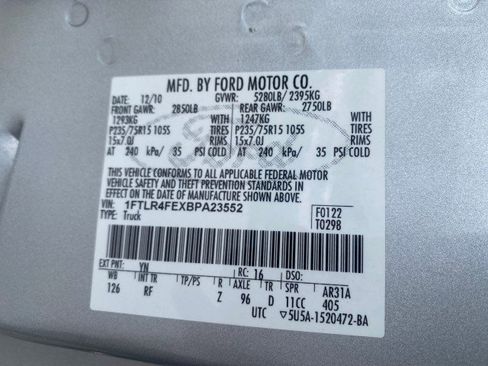 MFD. BY FORD MOTOR CO.
DATE: 12/10 GVWR: 5280LB/ 2395KG
FRONT GAWR: 2850LB REAR GAWR: 2750LB
1293KG WITH 1247KG WITH
P235/75R15 105S TIRES P235/75R15 105S TIRES
15x7.0J RIMS 15x7.0J RIMS
AT 240 kPa/ 35 PSI COLD AT 240 kPa/ 35 PSI COLD
THIS VEHICLE CONFORMS TO ALL APPLICABLE FEDERAL MOTOR
VEHICLE SAFETY AND THEFT PREVENTION STANDARDS IN
EFFECT ON THE DATE OF MANUFACTURE SHOWN ABOVE.
VIN: 1FTLR4FEXBPA23552 F0122
TYPE: Truck T0298
EXT PNT: YN RC: 16 DSO:
WB INT TR TP/PS R AXLE TR SPR AR31A
126 RF Z 96 D 11CC 405
UTC ▽5U5A-1520472-BA